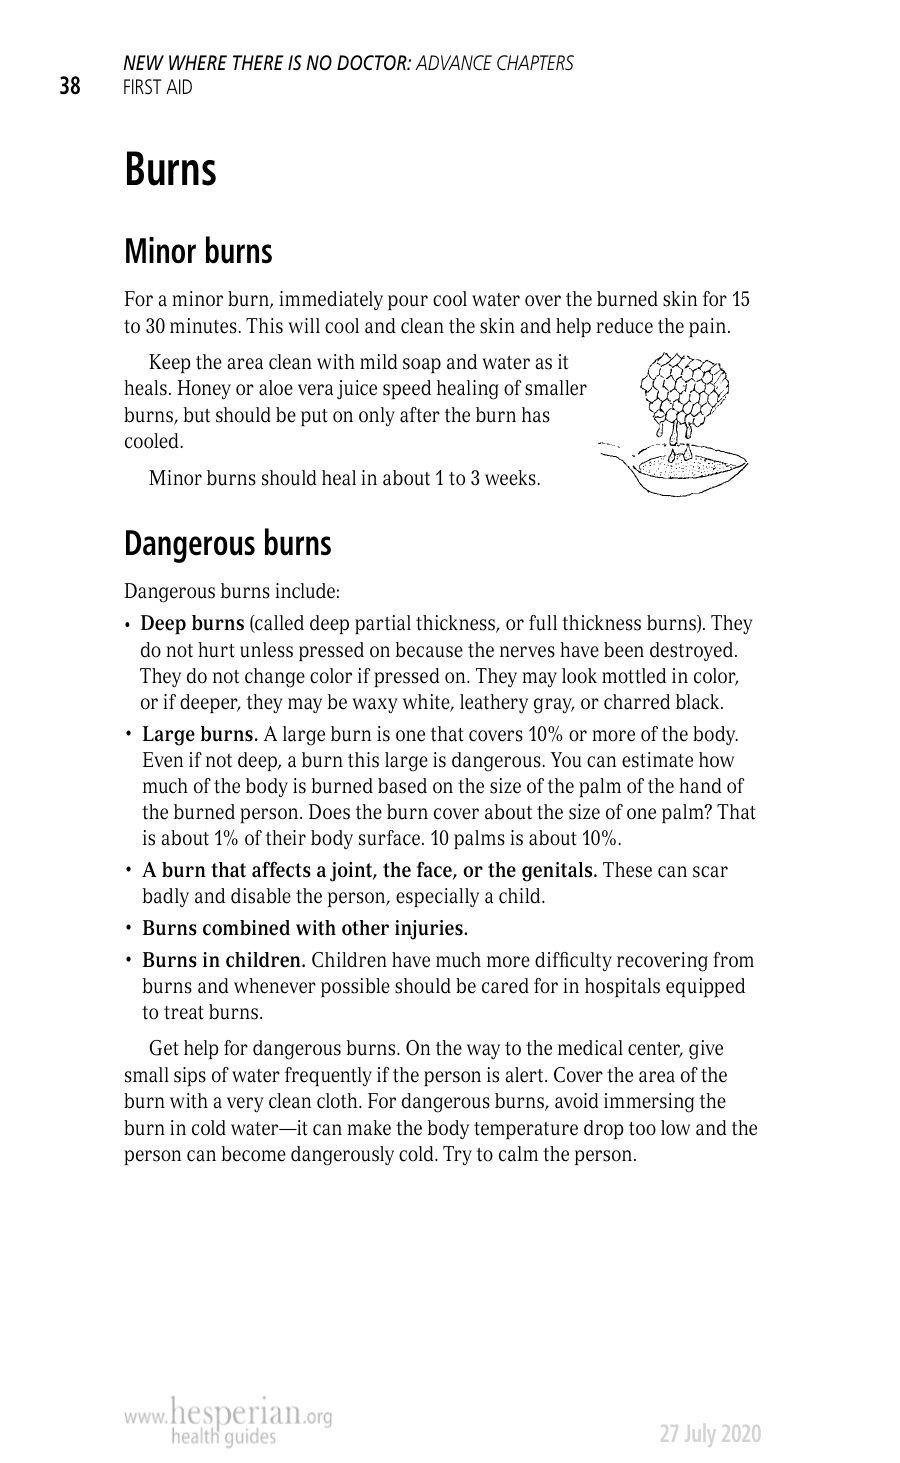 NEW WHERE THERE IS NO DOCTOR: ADVANCE CHAPTERS
38 FIRST AID
Burns
Minor burns
For a minor burn, immediately pour cool water over the burned skin for 15
to 30 minutes. This will cool and clean the skin and help reduce the pain.
Keep the area clean with mild soap and water as it
heals. Honey or aloe vera juice speed healing of smaller
burns, but should be put on only after the burn has
cooled.
Minor burns should heal in about 1 to 3 weeks.
Dangerous burns
Dangerous burns include:
• Deep burns (called deep partial thickness, or full thickness burns). They
do not hurt unless pressed on because the nerves have been destroyed.
They do not change color if pressed on. They may look mottled in color,
or if deeper, they may be waxy white, leathery gray, or charred black.
• Large burns. A large burn is one that covers 10% or more of the body.
Even if not deep, a burn this large is dangerous. You can estimate how
much of the body is burned based on the size of the palm of the hand of
the burned person. Does the burn cover about the size of one palm? That
is about 1% of their body surface. 10 palms is about 10%.
• A burn that affects a joint, the face, or the genitals. These can scar
badly and disable the person, especially a child.
• Burns combined with other injuries.
• Burns in children. Children have much more difficulty recovering from
burns and whenever possible should be cared for in hospitals equipped
to treat burns.
Get help for dangerous burns. On the way to the medical center, give
small sips of water frequently if the person is alert. Cover the area of the
burn with a very clean cloth. For dangerous burns, avoid immersing the
burn in cold water—it can make the body temperature drop too low and the
person can become dangerously cold. Try to calm the person.
www.hesperian.org
health guides
27 July 2020